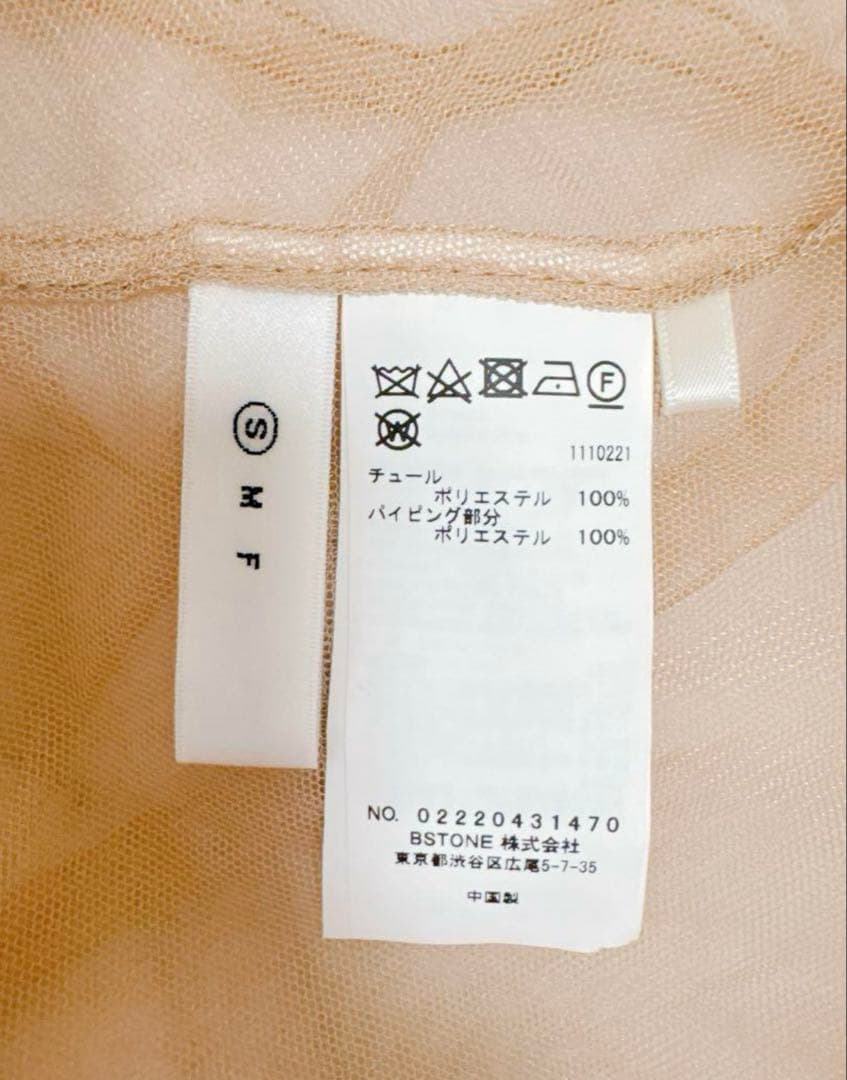 S
M
F
F
W
1110221
チュール
ポリエステル 100%
パイピング部分
ポリエステル 100%
NO. 02220431470
BSTONE 株式会社
東京都渋谷区広尾5-7-35
中国製